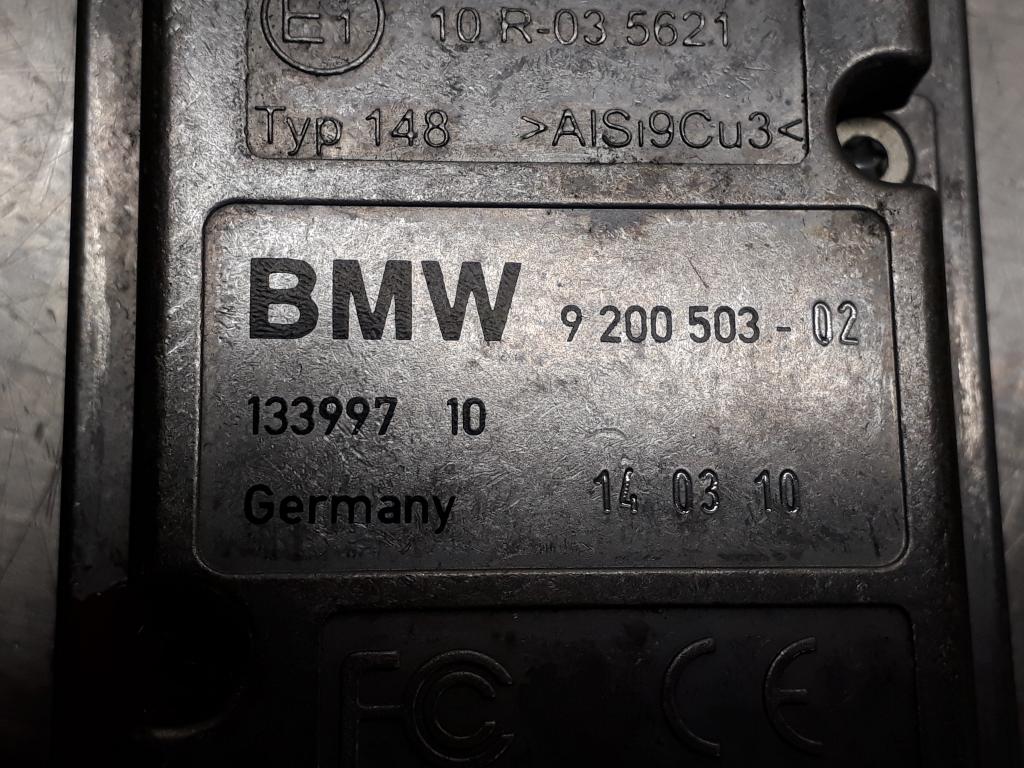 E1 10 R-03 5621
Typ 148 >AlSi9Cu3<
BMW 9 200 503 - 02
133997 10
Germany 14 03 10
FC CE